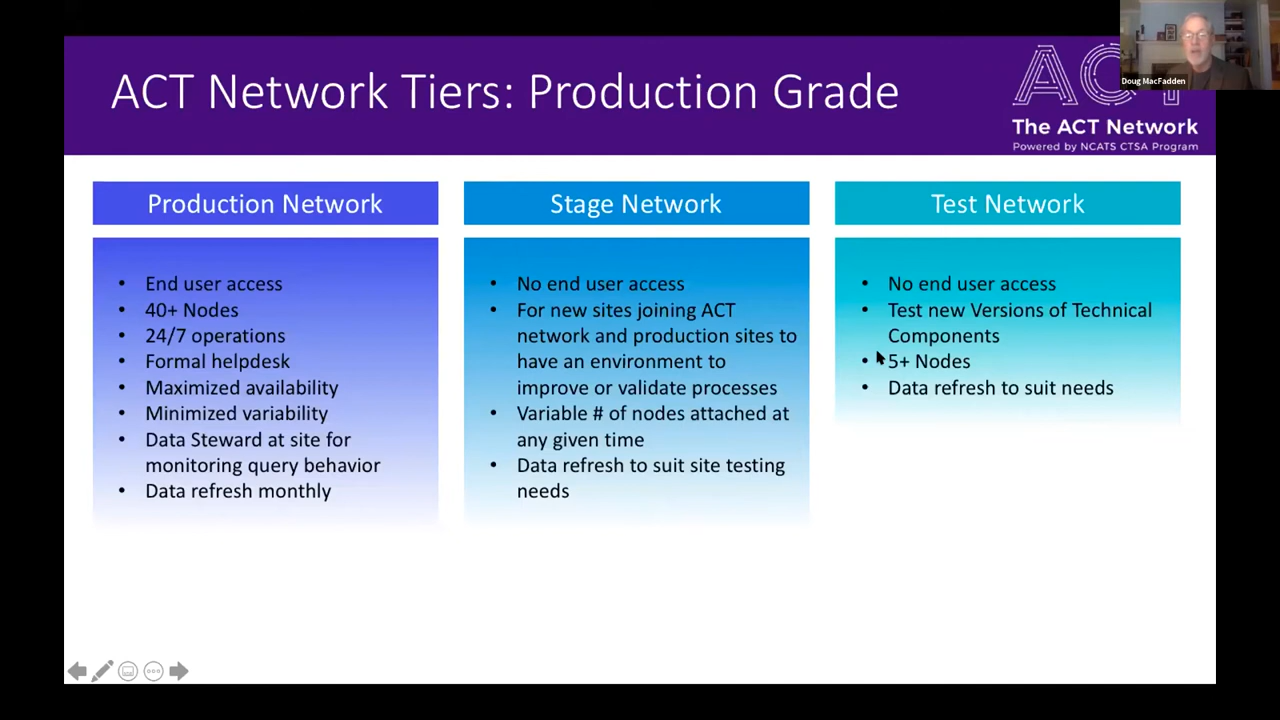 ACT Network Tiers: Production Grade
ACT
The ACT Network
Powered by NCATS CTSA Program
Doug MacFadden
Production Network
• End user access
• 40+ Nodes
• 24/7 operations
• Formal helpdesk
• Maximized availability
• Minimized variability
• Data Steward at site for
monitoring query behavior
• Data refresh monthly
Stage Network
• No end user access
• For new sites joining ACT
network and production sites to
have an environment to
improve or validate processes
• Variable # of nodes attached at
any given time
• Data refresh to suit site testing
needs
Test Network
• No end user access
• Test new Versions of Technical
Components
• 5+ Nodes
• Data refresh to suit needs